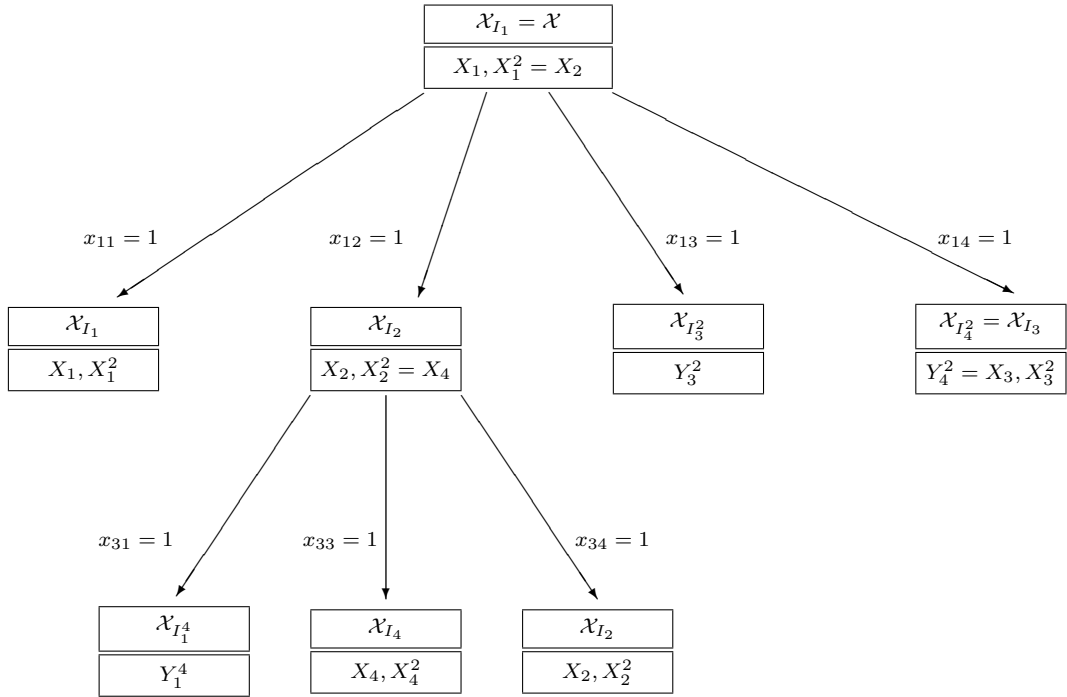 𝒳_{I_1} = 𝒳
X_1, X_1^2 = X_2
x_{11} = 1
x_{12} = 1
x_{13} = 1
x_{14} = 1
𝒳_{I_1}
X_1, X_1^2
𝒳_{I_2}
X_2, X_2^2 = X_4
𝒳_{I_3^2}
Y_3^2
𝒳_{I_4^2} = 𝒳_{I_3}
Y_4^2 = X_3, X_3^2
x_{31} = 1
x_{33} = 1
x_{34} = 1
𝒳_{I_1^4}
Y_1^4
𝒳_{I_4}
X_4, X_4^2
𝒳_{I_2}
X_2, X_2^2